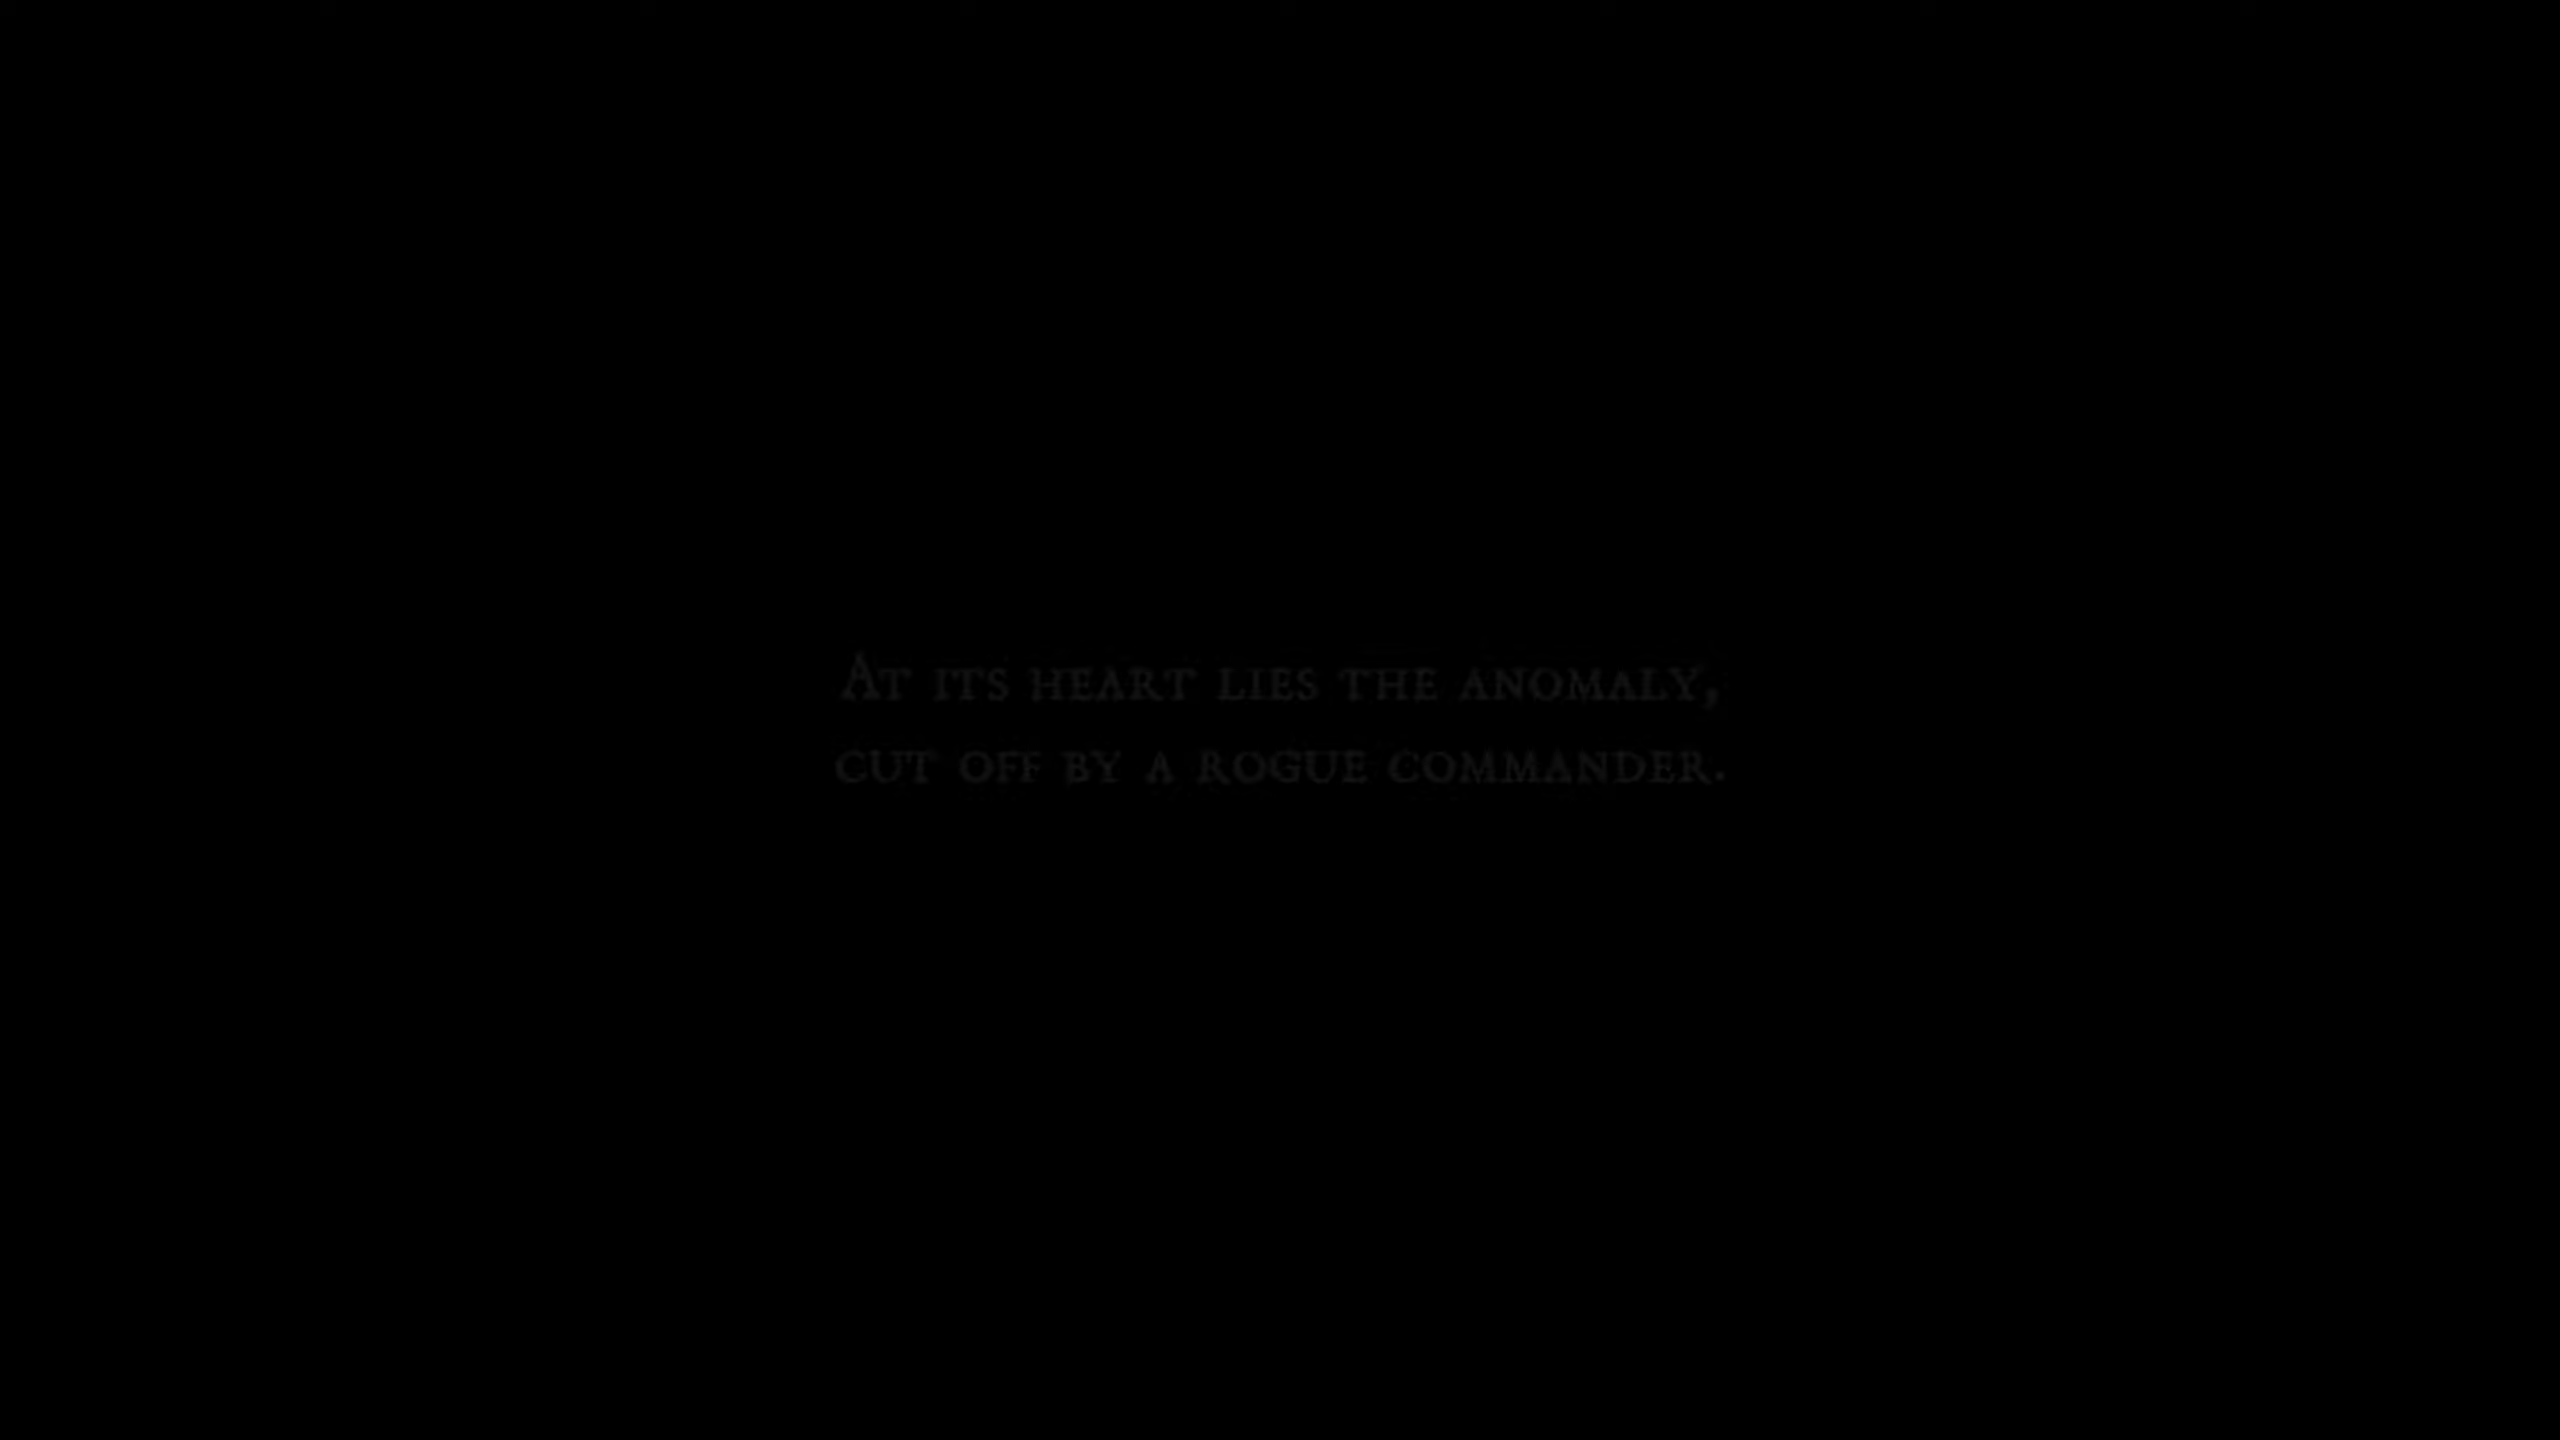 At its heart lies the anomaly,
cut off by a rogue commander.